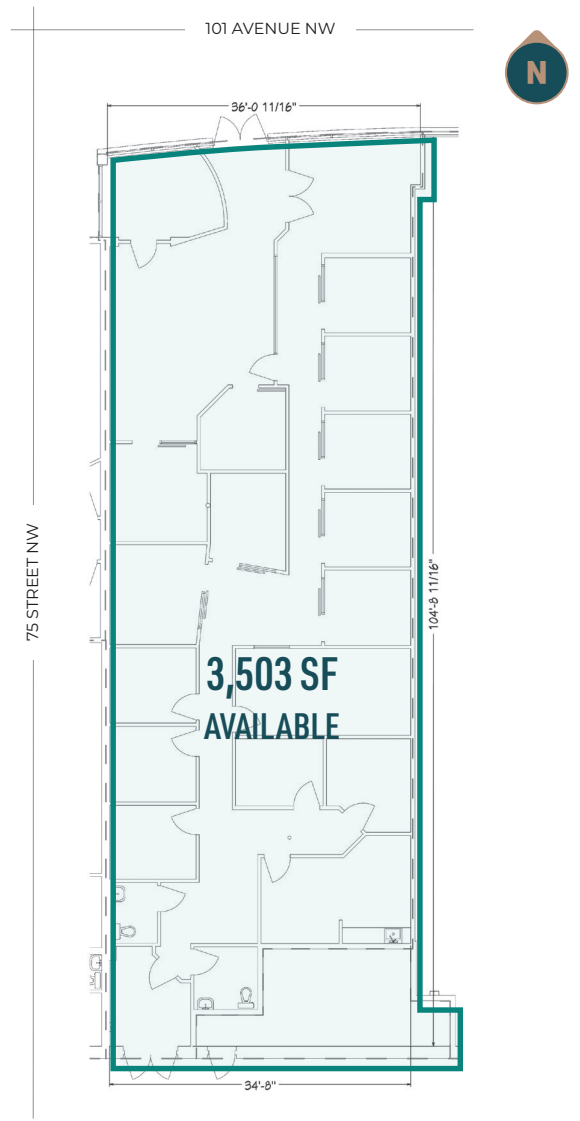 101 AVENUE NW
N
36'-0 11/16"
75 STREET NW
104'-8 11/16"
3,503 SF
AVAILABLE
34'-8"